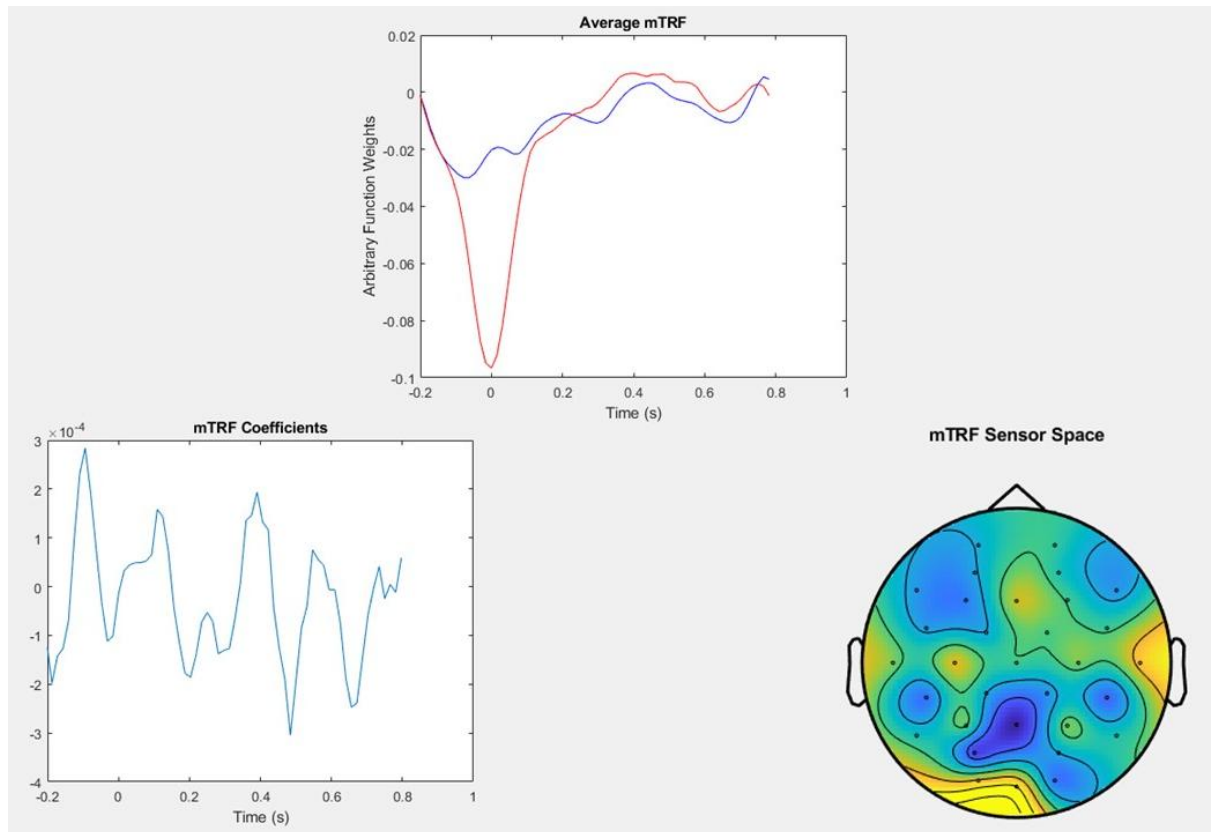 Average mTRF
0.02
0
-0.02
-0.04
-0.06
-0.08
-0.1
Arbitrary Function Weights
-0.2 0 0.2 0.4 0.6 0.8 1
Time (s)
mTRF Coefficients
×10-4
3
2
1
0
-1
-2
-3
-4
-0.2 0 0.2 0.4 0.6 0.8 1
Time (s)
mTRF Sensor Space